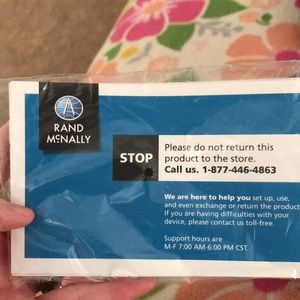 RAND
MCNALLY
STOP
Please do not return this
product to the store.
Call us. 1-877-446-4863
We are here to help you set up, use,
and even exchange or return the product.
If you are having difficulties with your
device, please contact us toll-free.
Support hours are
M-F 7:00 AM-6:00 PM CST.